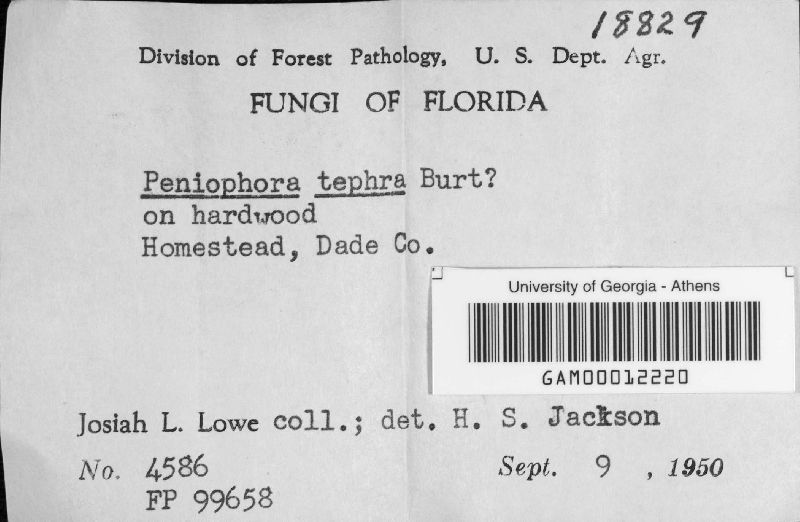 18829
Division of Forest Pathology, U. S. Dept. Agr.
FUNGI OF FLORIDA
Peniophora tephra Burt?
on hardwood
Homestead, Dade Co.
University of Georgia - Athens
GAM00012220
Josiah L. Lowe coll.; det. H. S. Jackson
No. 4586 Sept. 9 , 1950
FP 99658